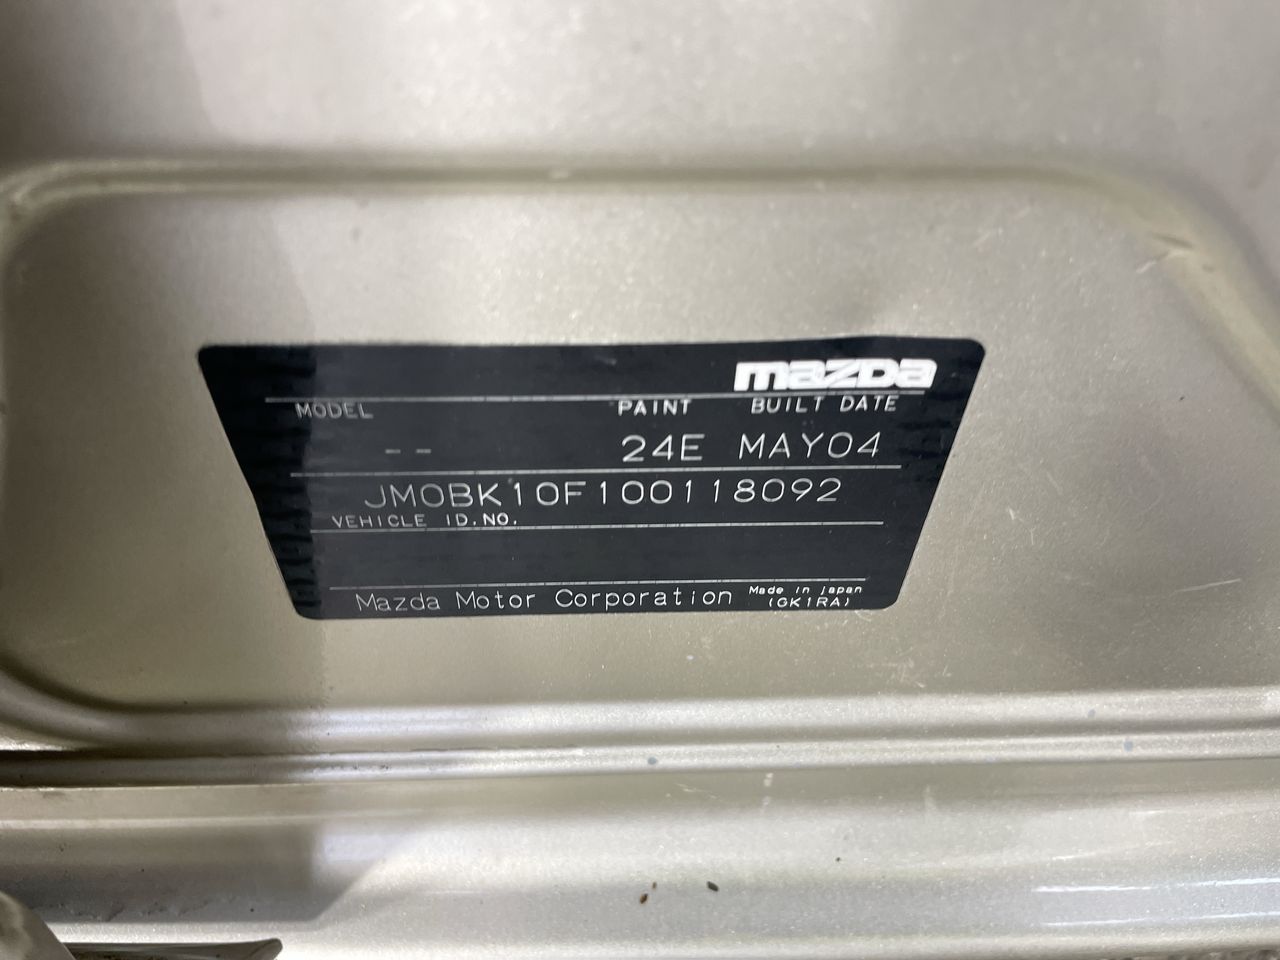 mazda
MODEL PAINT BUILT DATE
-- 24E MAY04
JM0BK10F100118092
VEHICLE ID.NO.
Mazda Motor Corporation Made in Japan
(GK1RA)